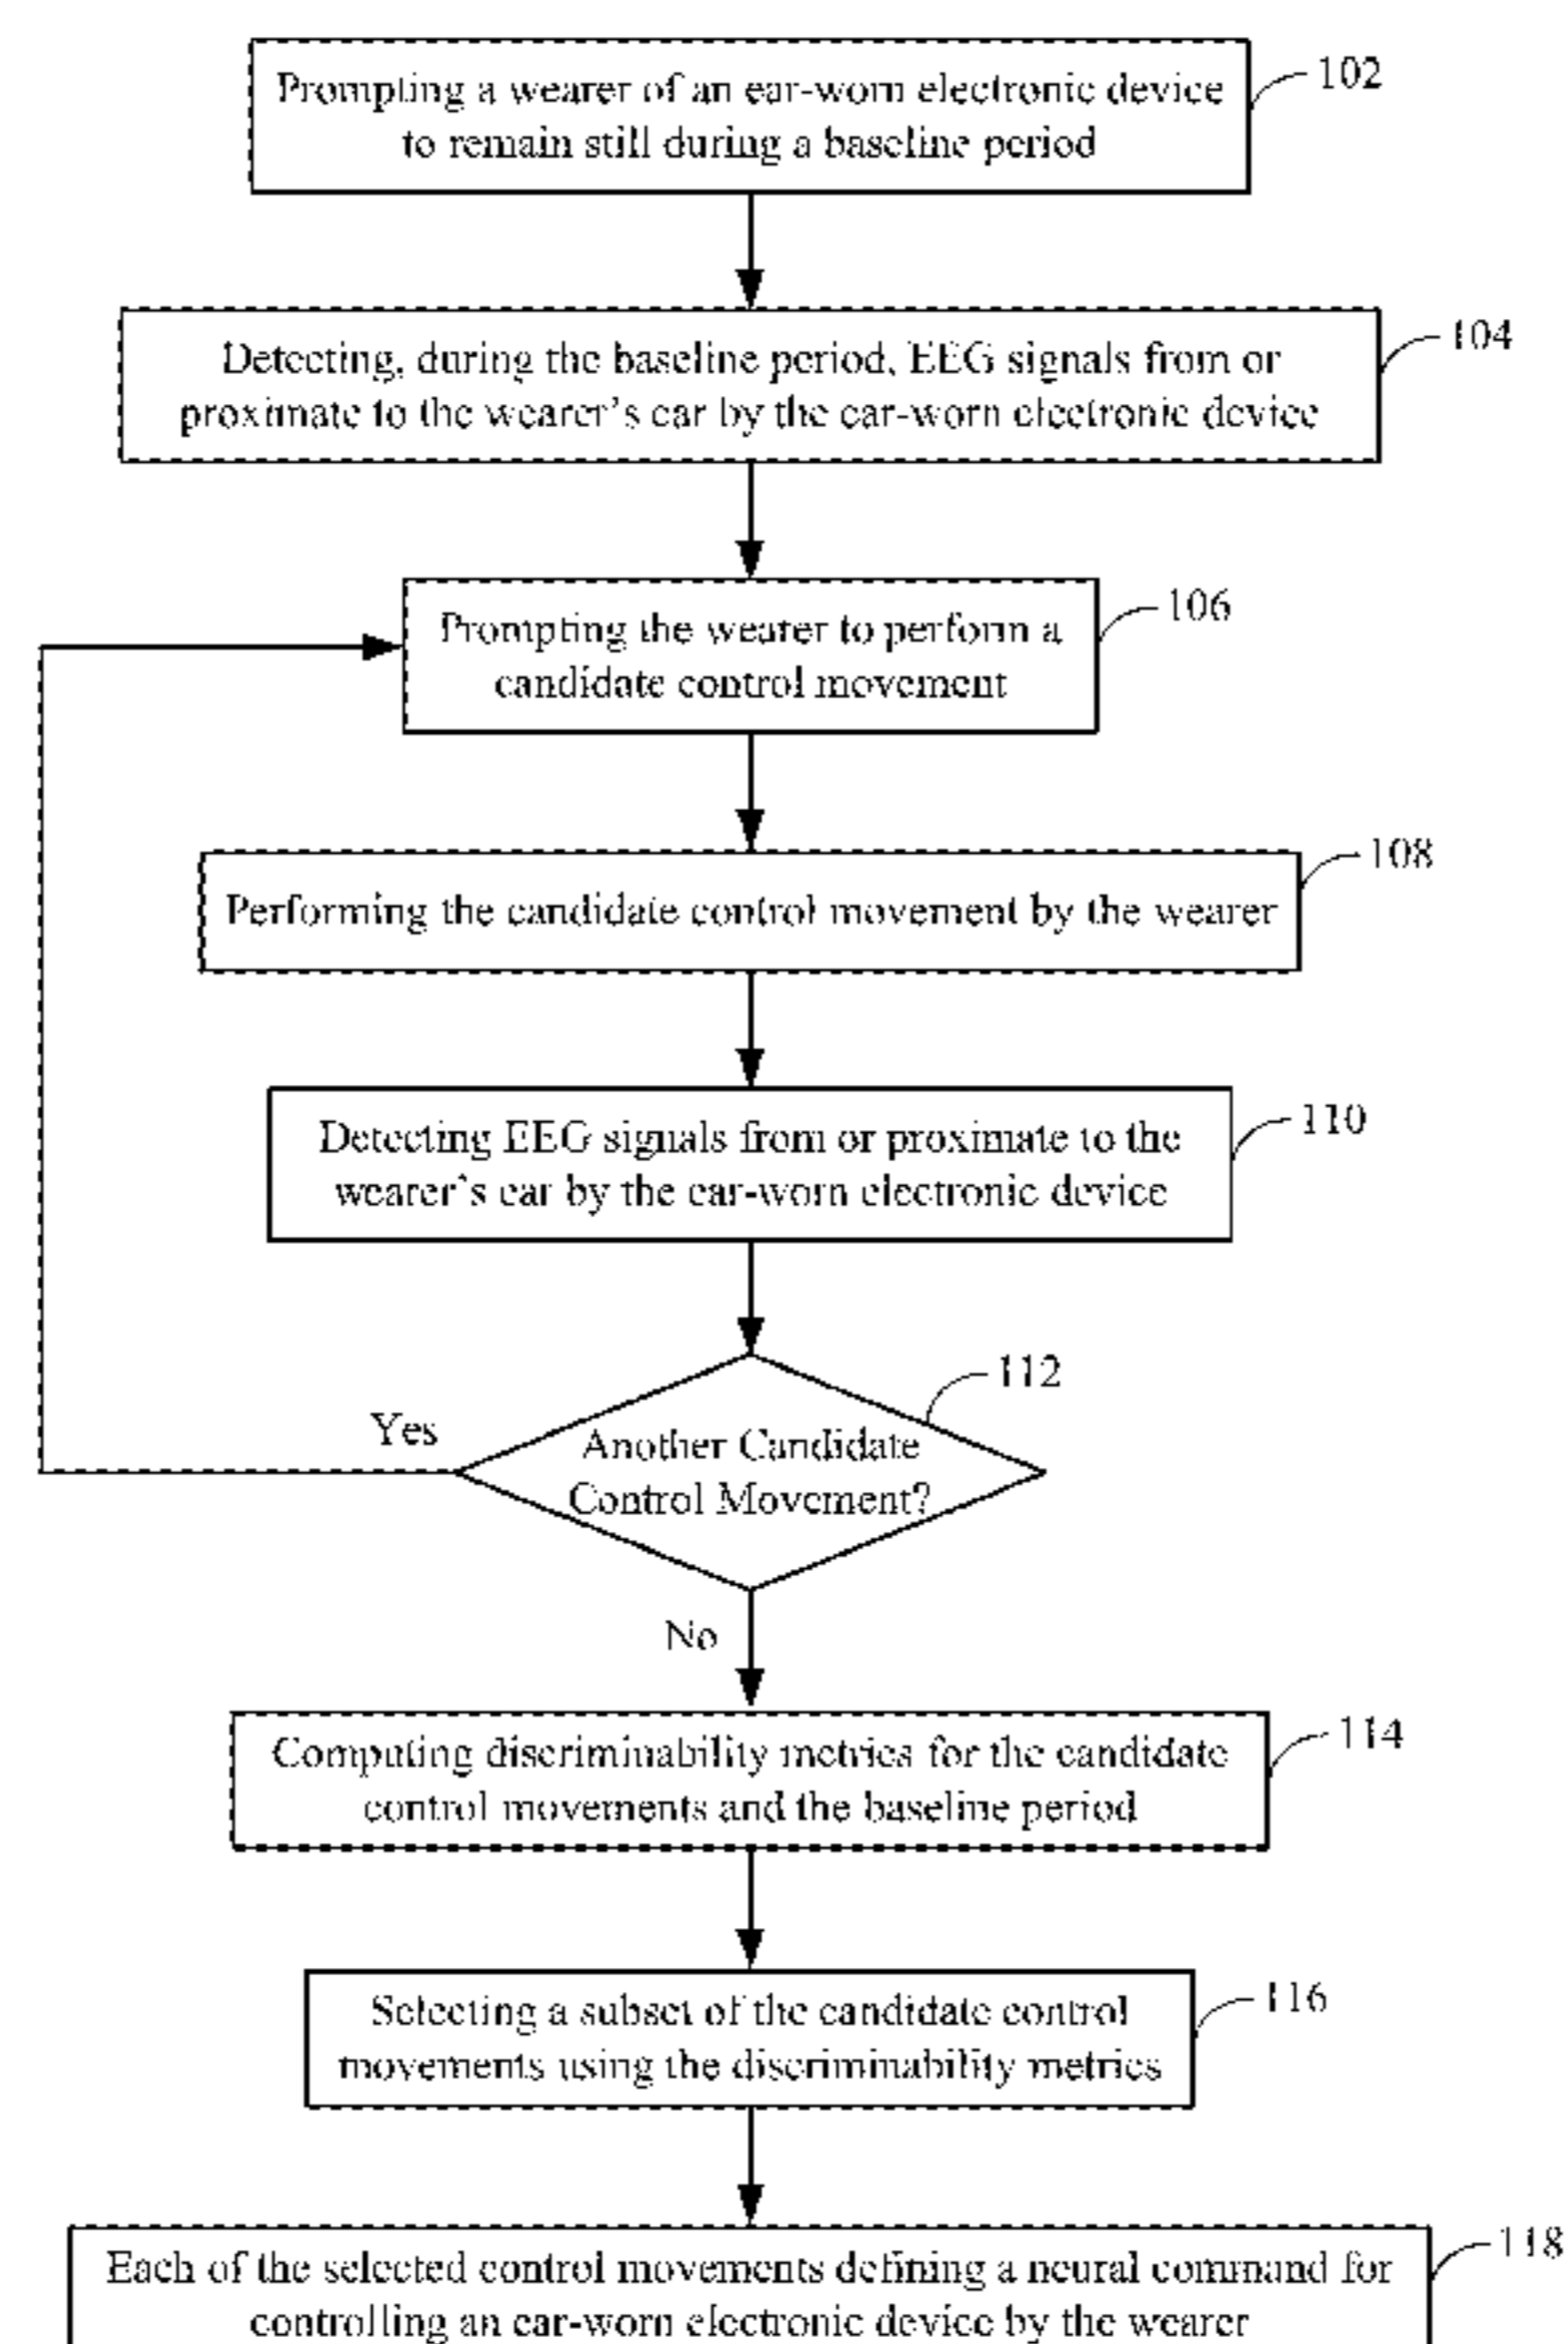 Prompting a wearer of an ear-worn electronic device
to remain still during a baseline period
102
Detecting, during the baseline period, EEG signals from or
proximate to the wearer's ear by the ear-worn electronic device
104
Prompting the wearer to perform a
candidate control movement
106
Performing the candidate control movement by the wearer
108
Detecting EEG signals from or proximate to the
wearer's ear by the ear-worn electronic device
110
Another Candidate
Control Movement?
112
Yes
No
Computing discriminability metrics for the candidate
control movements and the baseline period
114
Selecting a subset of the candidate control
movements using the discriminability metrics
116
Each of the selected control movements defining a neural command for
controlling an ear-worn electronic device by the wearer
118